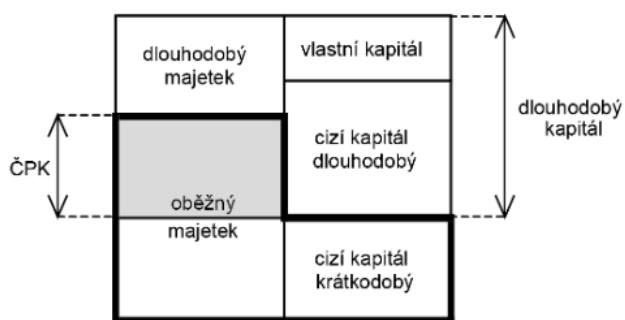 dlouhodobý
majetek
vlastní kapitál
dlouhodobý
kapitál
cizí kapitál
dlouhodobý
ČPK
oběžný
majetek
cizí kapitál
krátkodobý